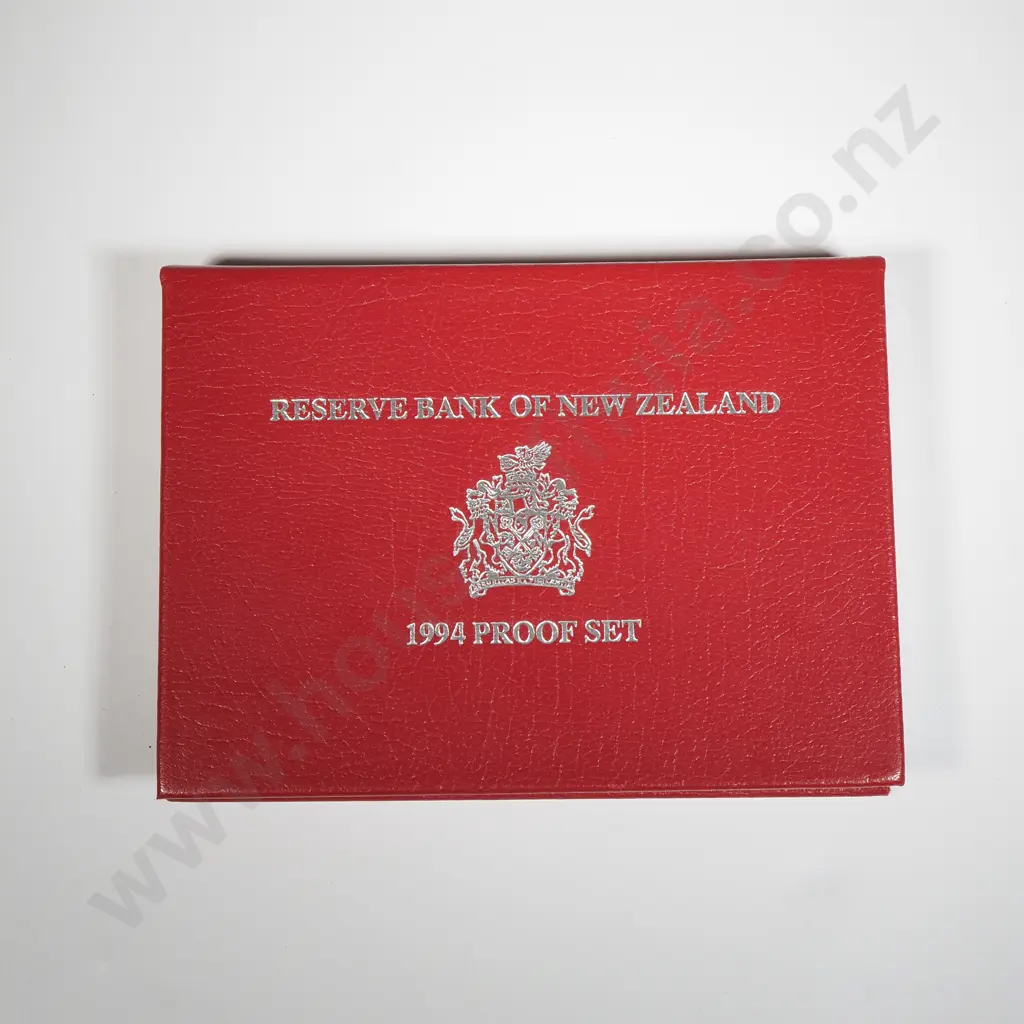 RESERVE BANK OF NEW ZEALAND
1994 PROOF SET